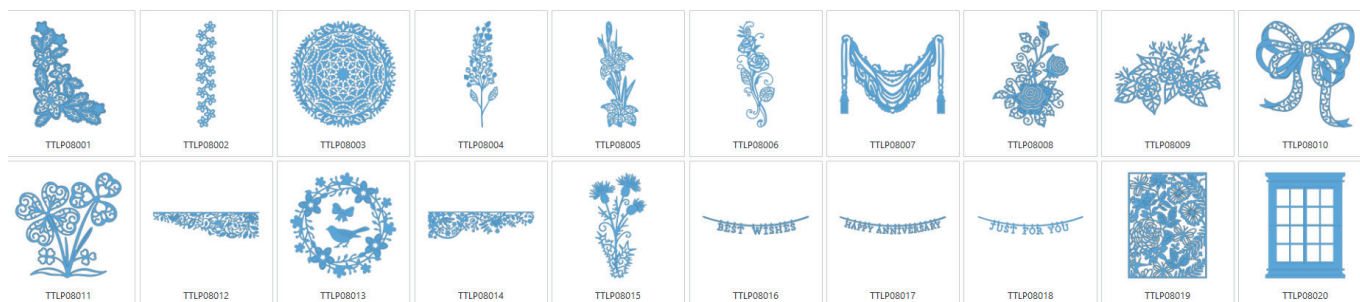 TTLP08001 TTLP08002 TTLP08003 TTLP08004 TTLP08005 TTLP08006 TTLP08007 TTLP08008 TTLP08009 TTLP08010
BEST WISHES HAPPY ANNIVERSARY JUST FOR YOU
TTLP08011 TTLP08012 TTLP08013 TTLP08014 TTLP08015 TTLP08016 TTLP08017 TTLP08018 TTLP08019 TTLP08020